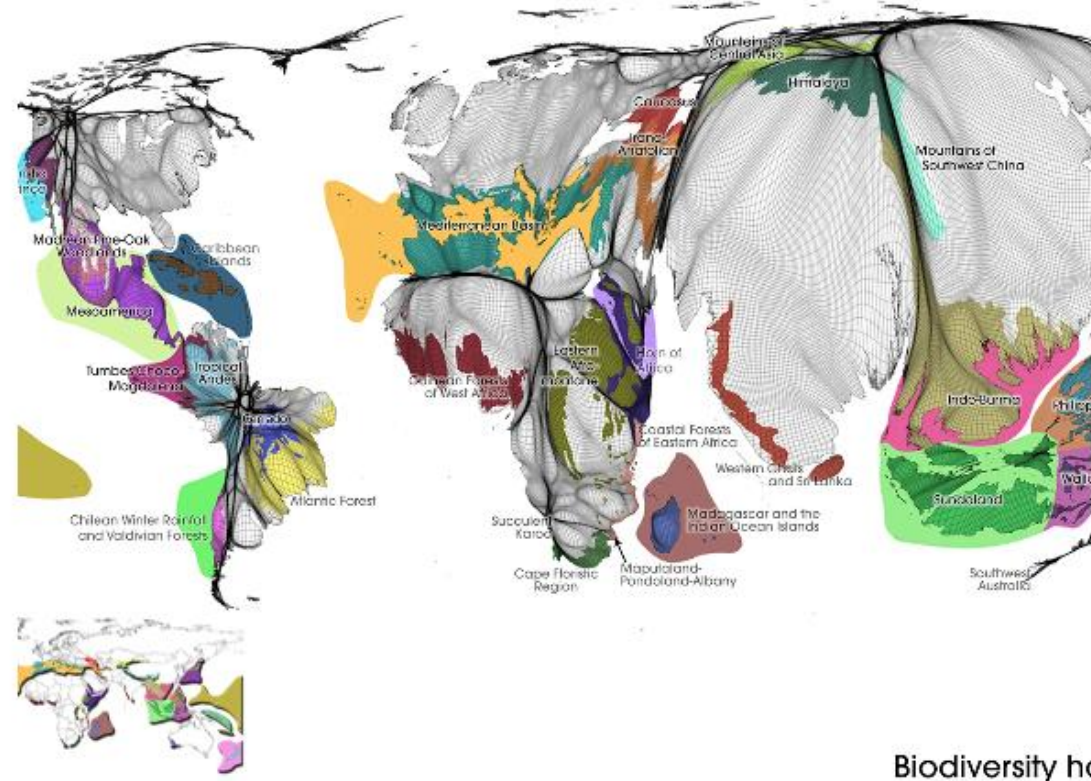 Mountains of
Central Asia
Himalaya
Caucasus
Irano-
Anatolian
Mountains of
Southwest China
Mediterranean Basin
Madrean Pine-Oak
Woodlands
Caribbean
Islands
Mesoamerica
Tumbes Choco
Magdalena
Tropical
Andes
Cerrado
Guinean Forests
of West Africa
Eastern
Afro
montane
Horn of
Africa
Indo-Burma
Philipp
Coastal Forests
of Eastern Africa
Western Ghats
and Sri Lanka
Sundaland
Walla
Atlantic Forest
Chilean Winter Rainfall
and Valdivian Forests
Succulent
Karoo
Madagascar and the
Indian Ocean Islands
Cape Floristic
Region
Maputaland-
Pondoland-Albany
Southwest
Australia
Biodiversity ho